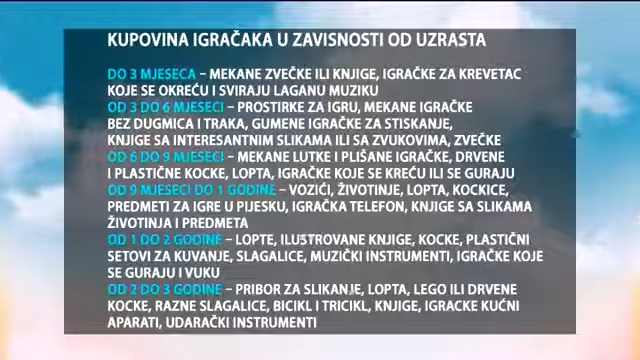 KUPOVINA IGRAČAKA U ZAVISNOSTI OD UZRASTA
DO 3 MJESECA – MEKANE ZVEČKE ILI KNJIGE, IGRAČKE ZA KREVETAC
KOJE SE OKREĆU I SVIRAJU LAGANU MUZIKU
OD 3 DO 6 MJESECI – PROSTIRKE ZA IGRU, MEKANE IGRAČKE
BEZ DUGMICA I TRAKA, GUMENE IGRAČKE ZA STISKANJE,
KNJIGE SA INTERESANTNIM SLIKAMA ILI SA ZVUKOVIMA, ZVEČKE
OD 6 DO 9 MJESECI – MEKANE LUTKE I PLIŠANE IGRAČKE, DRVENE
I PLASTIČNE KOCKE, LOPTA, IGRAČKE KOJE SE KREĆU ILI SE GURAJU
OD 9 MJESECI DO 1 GODINE – VOZIĆI, ŽIVOTINJE, LOPTA, KOCKICE,
PREDMETI ZA IGRE U PIJESKU, IGRAČKA TELEFON, KNJIGE SA SLIKAMA
ŽIVOTINJA I PREDMETA
OD 1 DO 2 GODINE – LOPTE, ILUSTROVANE KNJIGE, KOCKE, PLASTIČNI
SETOVI ZA KUVANJE, SLAGALICE, MUZIČKI INSTRUMENTI, IGRAČKE KOJE
SE GURAJU I VUKU
OD 2 DO 3 GODINE – PRIBOR ZA SLIKANJE, LOPTA, LEGO ILI DRVENE
KOCKE, RAZNE SLAGALICE, BICIKL I TRICIKL, KNJIGE, IGRACKE KUĆNI
APARATI, UDARAČKI INSTRUMENTI